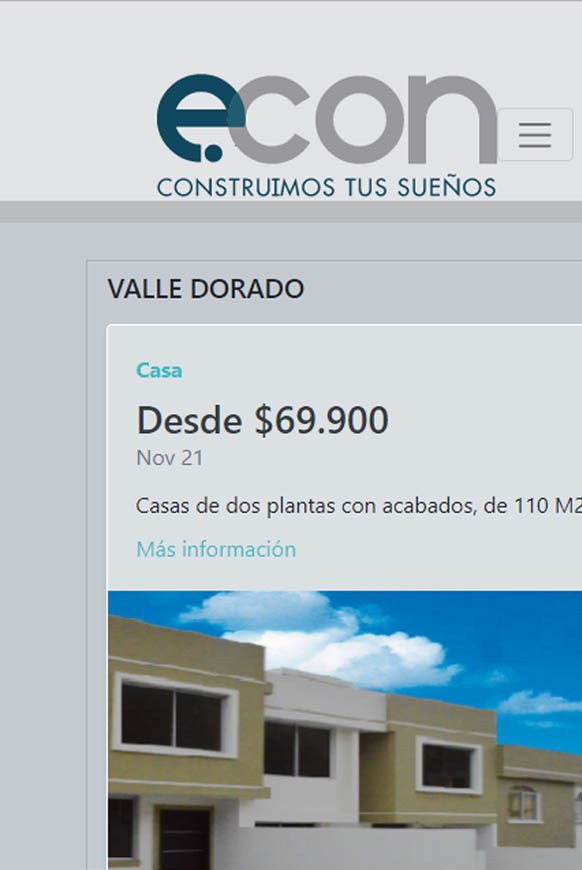 e.con
CONSTRUIMOS TUS SUEÑOS
VALLE DORADO
Casa
Desde $69.900
Nov 21
Casas de dos plantas con acabados, de 110 M2
Más información